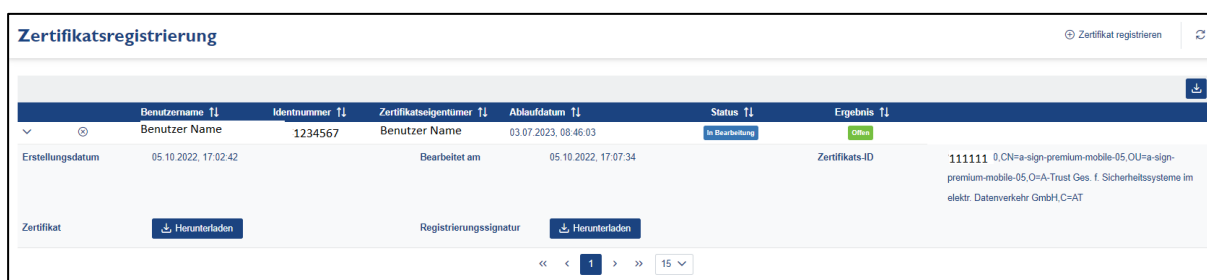 Zertifikatsregistrierung
Zertifikat registrieren
Benutzername Identnummer Zertifikatseigentümer Ablaufdatum Status Ergebnis
Benutzer Name 1234567 Benutzer Name 03.07.2023, 08:46:03 In Bearbeitung Offen
Erstellungsdatum 05.10.2022, 17:02:42 Bearbeitet am 05.10.2022, 17:07:34 Zertifikats-ID 111111 0,CN=a-sign-premium-mobile-05,OU=a-sign-
premium-mobile-05,O=A-Trust Ges. f. Sicherheitssysteme im
elektr. Datenverkehr GmbH,C=AT
Zertifikat Herunterladen Registrierungssignatur Herunterladen
« ‹ 1 › » 15